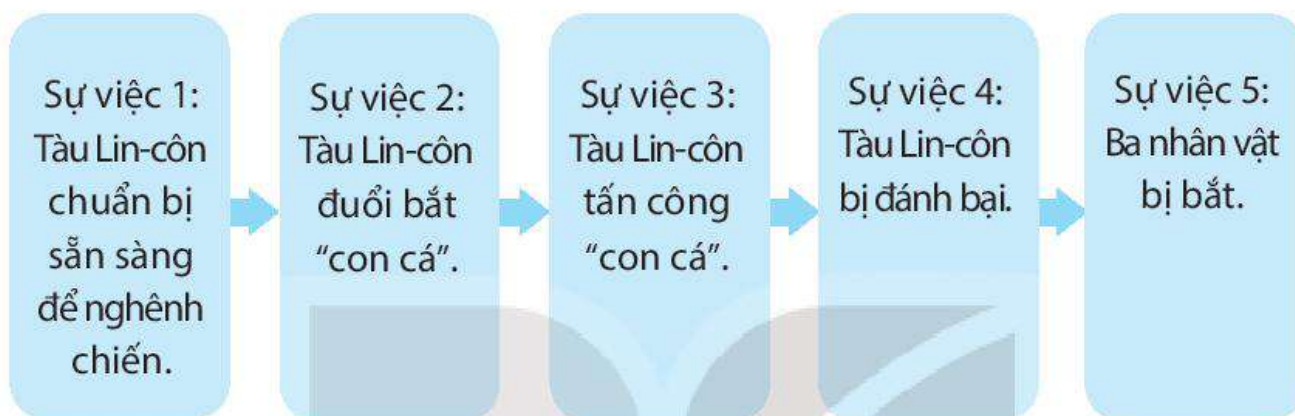 Sự việc 1:
Tàu Lin-côn
chuẩn bị
sẵn sàng
để nghênh
chiến.
Sự việc 2:
Tàu Lin-côn
đuổi bắt
“con cá”.
Sự việc 3:
Tàu Lin-côn
tấn công
“con cá”.
Sự việc 4:
Tàu Lin-côn
bị đánh bại.
Sự việc 5:
Ba nhân vật
bị bắt.